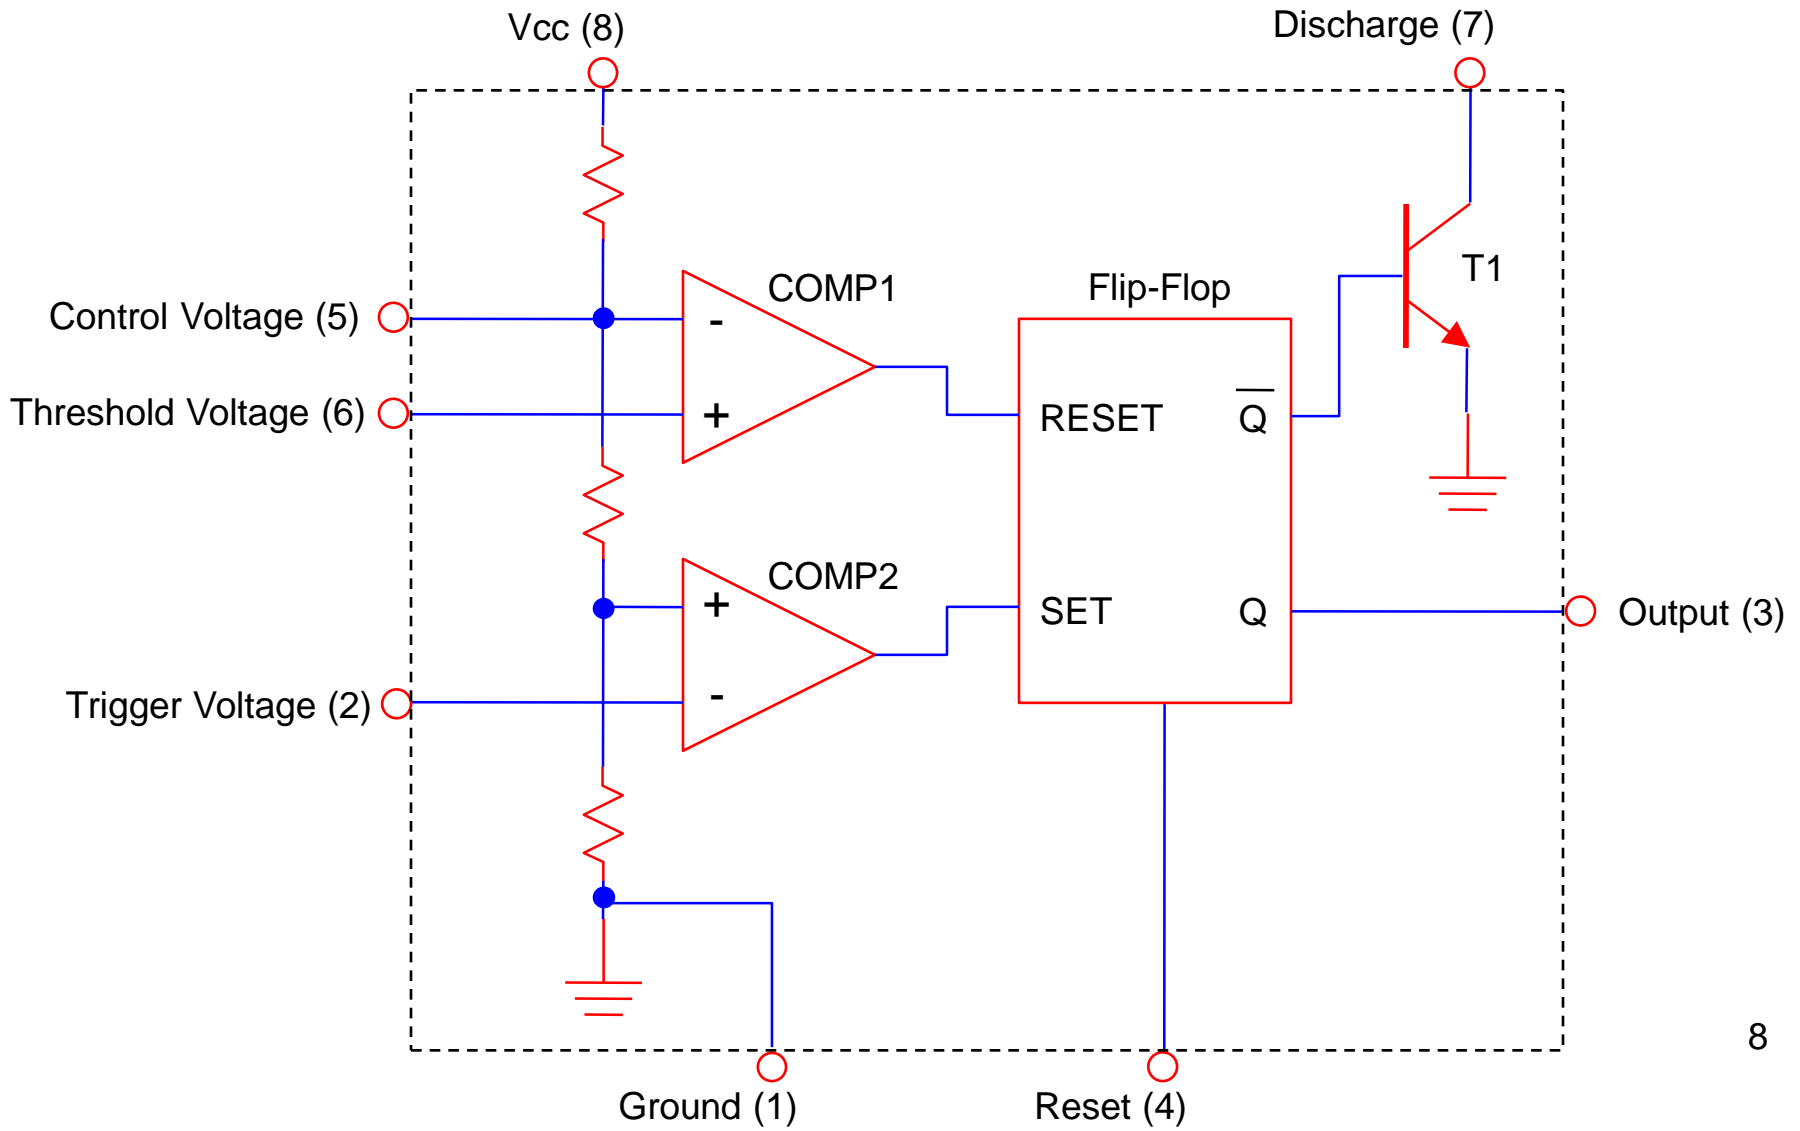 Vcc (8)
Discharge (7)
T1
COMP1
Flip-Flop
Control Voltage (5)
-
Threshold Voltage (6)
+
RESET
Q
COMP2
+
SET
Q
Output (3)
Trigger Voltage (2)
-
8
Ground (1)
Reset (4)